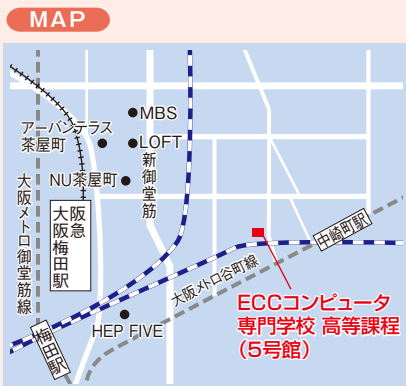 MAP
MBS
アーバンテラス
茶屋町
LOFT
新御堂筋
NU茶屋町
大阪メトロ御堂筋線
阪急
大阪梅田駅
中崎町駅
大阪メトロ谷町線
ECCコンピュータ
専門学校 高等課程
（5号館）
HEP FIVE
梅田駅